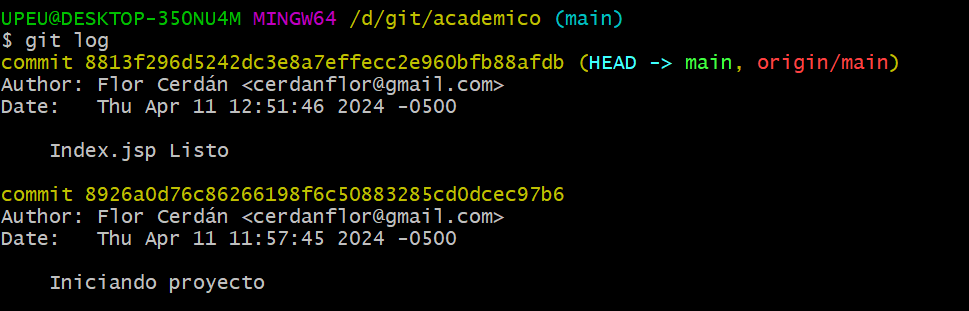 UPEU@DESKTOP-350NU4M MINGW64 /d/git/academico (main)
$ git log
commit 8813f296d5242dc3e8a7effecc2e960bfb88afdb (HEAD -> main, origin/main)
Author: Flor Cerdán <cerdanflor@gmail.com>
Date:   Thu Apr 11 12:51:46 2024 -0500
    Index.jsp Listo
commit 8926a0d76c86266198f6c50883285cd0dcec97b6
Author: Flor Cerdán <cerdanflor@gmail.com>
Date:   Thu Apr 11 11:57:45 2024 -0500
    Iniciando proyecto